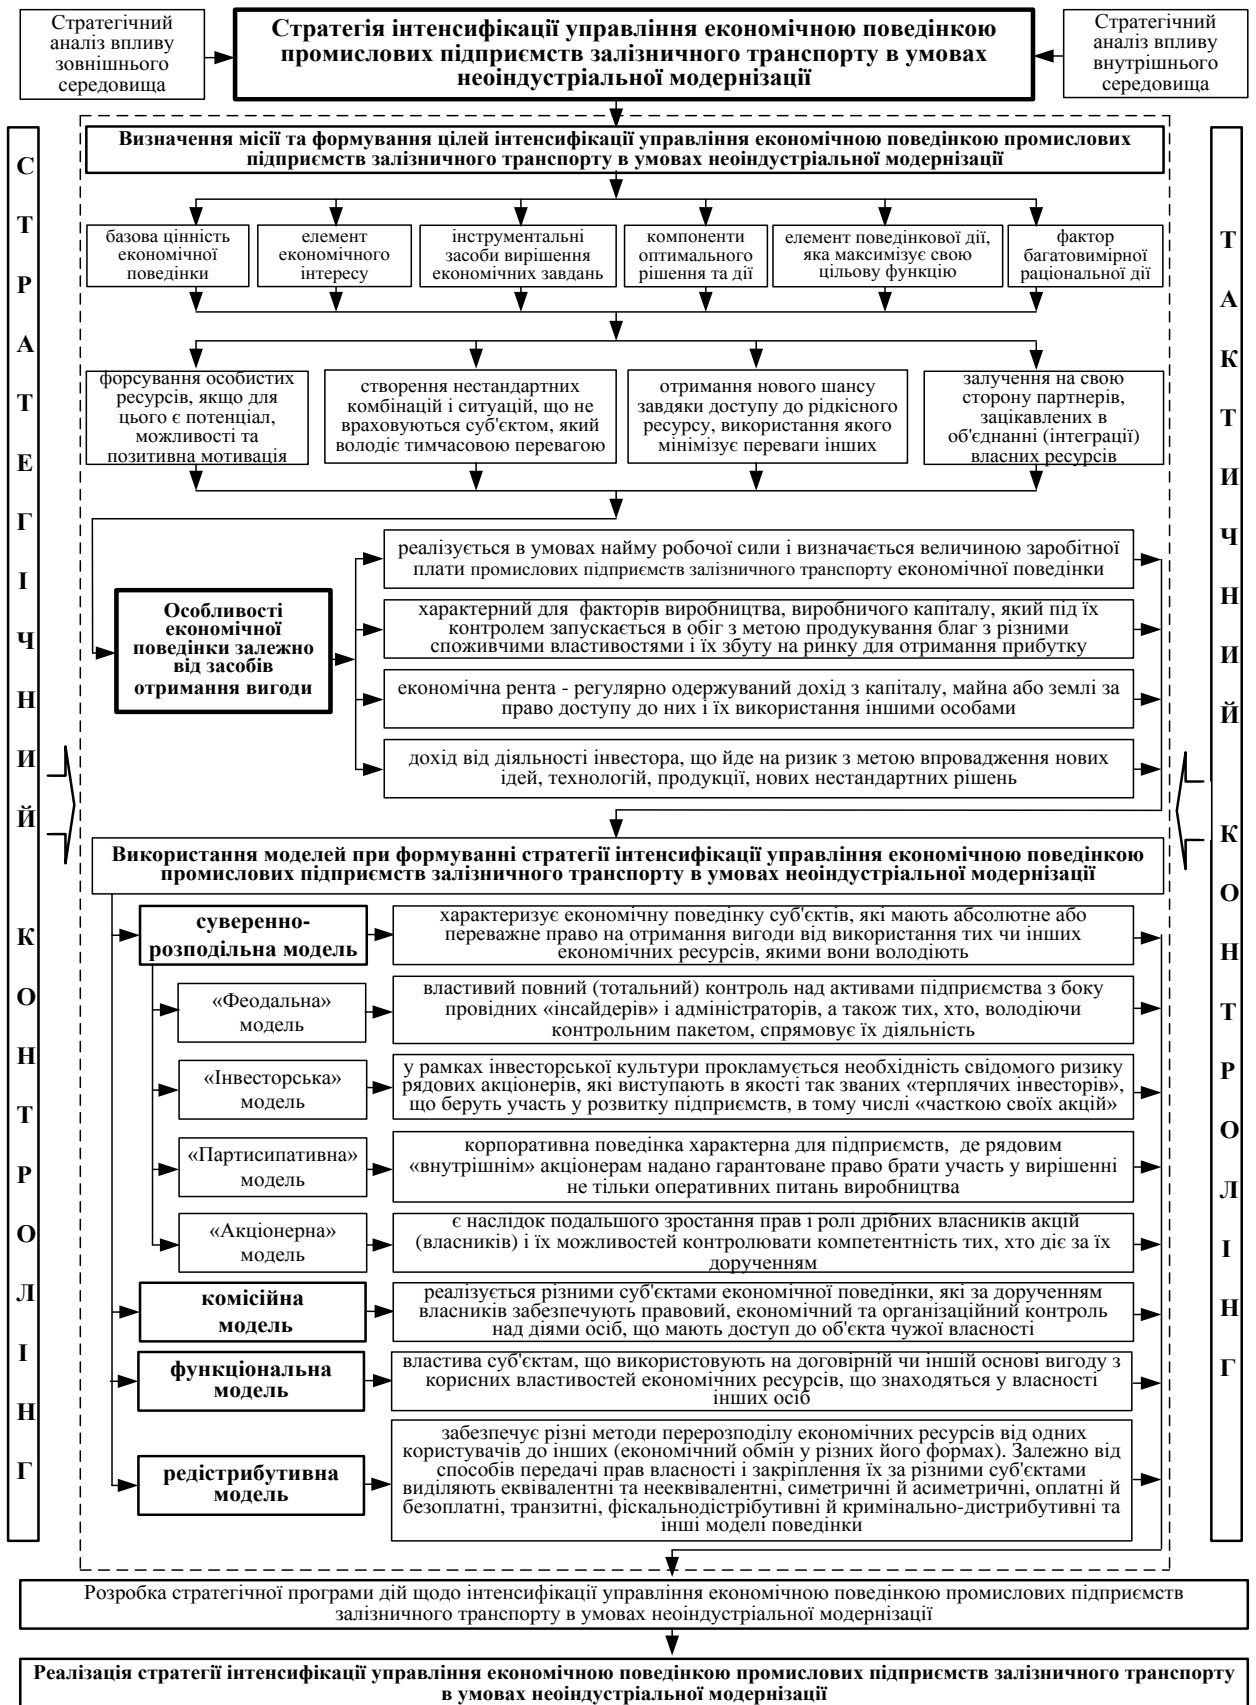 Стратегічний
аналіз впливу
зовнішнього
середовища
Стратегія інтенсифікації управління економічною поведінкою
промислових підприємств залізничного транспорту в умовах
неоіндустріальної модернізації
Стратегічний
аналіз впливу
внутрішнього
середовища
СТРАТЕГІЧНИЙ КОНТРОЛІНГ
Визначення місії та формування цілей інтенсифікації управління економічною поведінкою промислових
підприємств залізничного транспорту в умовах неоіндустріальної модернізації
базова цінність
економічної
поведінки
елемент
економічного
інтересу
інструментальні
засоби вирішення
економічних завдань
компоненти
оптимального
рішення та дії
елемент поведінкової дії,
яка максимізує свою
цільову функцію
фактор
багатовимірної
раціональної дії
форсування особистих
ресурсів, якщо для
цього є потенціал,
можливості та
позитивна мотивація
створення нестандартних
комбінацій і ситуацій, що не
враховуються суб'єктом, який
володіє тимчасовою перевагою
отримання нового шансу
завдяки доступу до рідкісного
ресурсу, використання якого
мінімізує переваги інших
залучення на свою
сторону партнерів,
зацікавлених в
об'єднанні (інтеграції)
власних ресурсів
Особливості
економічної
поведінки залежно
від засобів
отримання вигоди
реалізується в умовах найму робочої сили і визначається величиною заробітної
плати промислових підприємств залізничного транспорту економічної поведінки
характерний для факторів виробництва, виробничого капіталу, який під їх
контролем запускається в обіг з метою продукування благ з різними
споживчими властивостями і їх збуту на ринку для отримання прибутку
економічна рента - регулярно одержуваний дохід з капіталу, майна або землі за
право доступу до них і їх використання іншими особами
дохід від діяльності інвестора, що йде на ризик з метою впровадження нових
ідей, технологій, продукції, нових нестандартних рішень
Використання моделей при формуванні стратегії інтенсифікації управління економічною поведінкою
промислових підприємств залізничного транспорту в умовах неоіндустріальної модернізації
суверенно-
розподільна модель
характеризує економічну поведінку суб'єктів, які мають абсолютне або
переважне право на отримання вигоди від використання тих чи інших
економічних ресурсів, якими вони володіють
«Феодальна»
модель
властивий повний (тотальний) контроль над активами підприємства з боку
провідних «інсайдерів» і адміністраторів, а також тих, хто, володіючи
контрольним пакетом, спрямовує їх діяльність
«Інвесторська»
модель
у рамках інвесторської культури прокламується необхідність свідомого ризику
рядових акціонерів, які виступають в якості так званих «терплячих інвесторів»,
що беруть участь у розвитку підприємств, в тому числі «часткою своїх акцій»
«Партисипативна»
модель
корпоративна поведінка характерна для підприємств, де рядовим
«внутрішнім» акціонерам надано гарантоване право брати участь у вирішенні
не тільки оперативних питань виробництва
«Акціонерна»
модель
є наслідок подальшого зростання прав і ролі дрібних власників акцій
(власників) і їх можливостей контролювати компетентність тих, хто діє за їх
дорученням
комісійна
модель
реалізується різними суб'єктами економічної поведінки, які за дорученням
власників забезпечують правовий, економічний та організаційний контроль
над діями осіб, що мають доступ до об'єкта чужої власності
функціональна
модель
властива суб'єктам, що використовують на договірній чи іншій основі вигоду з
корисних властивостей економічних ресурсів, що знаходяться у власності
інших осіб
редістрибутивна
модель
забезпечує різні методи перерозподілу економічних ресурсів від одних
користувачів до інших (економічний обмін у різних його формах). Залежно від
способів передачі прав власності і закріплення їх за різними суб'єктами
виділяють еквівалентні та нееквівалентні, симетричні й асиметричні, оплатні й
безоплатні, транзитні, фіскальнодістрібутивні й кримінально-дистрибутивні та
інші моделі поведінки
ТАКТИЧНИЙ КОНТРОЛІНГ
Розробка стратегічної програми дій щодо інтенсифікації управління економічною поведінкою промислових підприємств
залізничного транспорту в умовах неоіндустріальної модернізації
Реалізація стратегії інтенсифікації управління економічною поведінкою промислових підприємств залізничного транспорту
в умовах неоіндустріальної модернізації